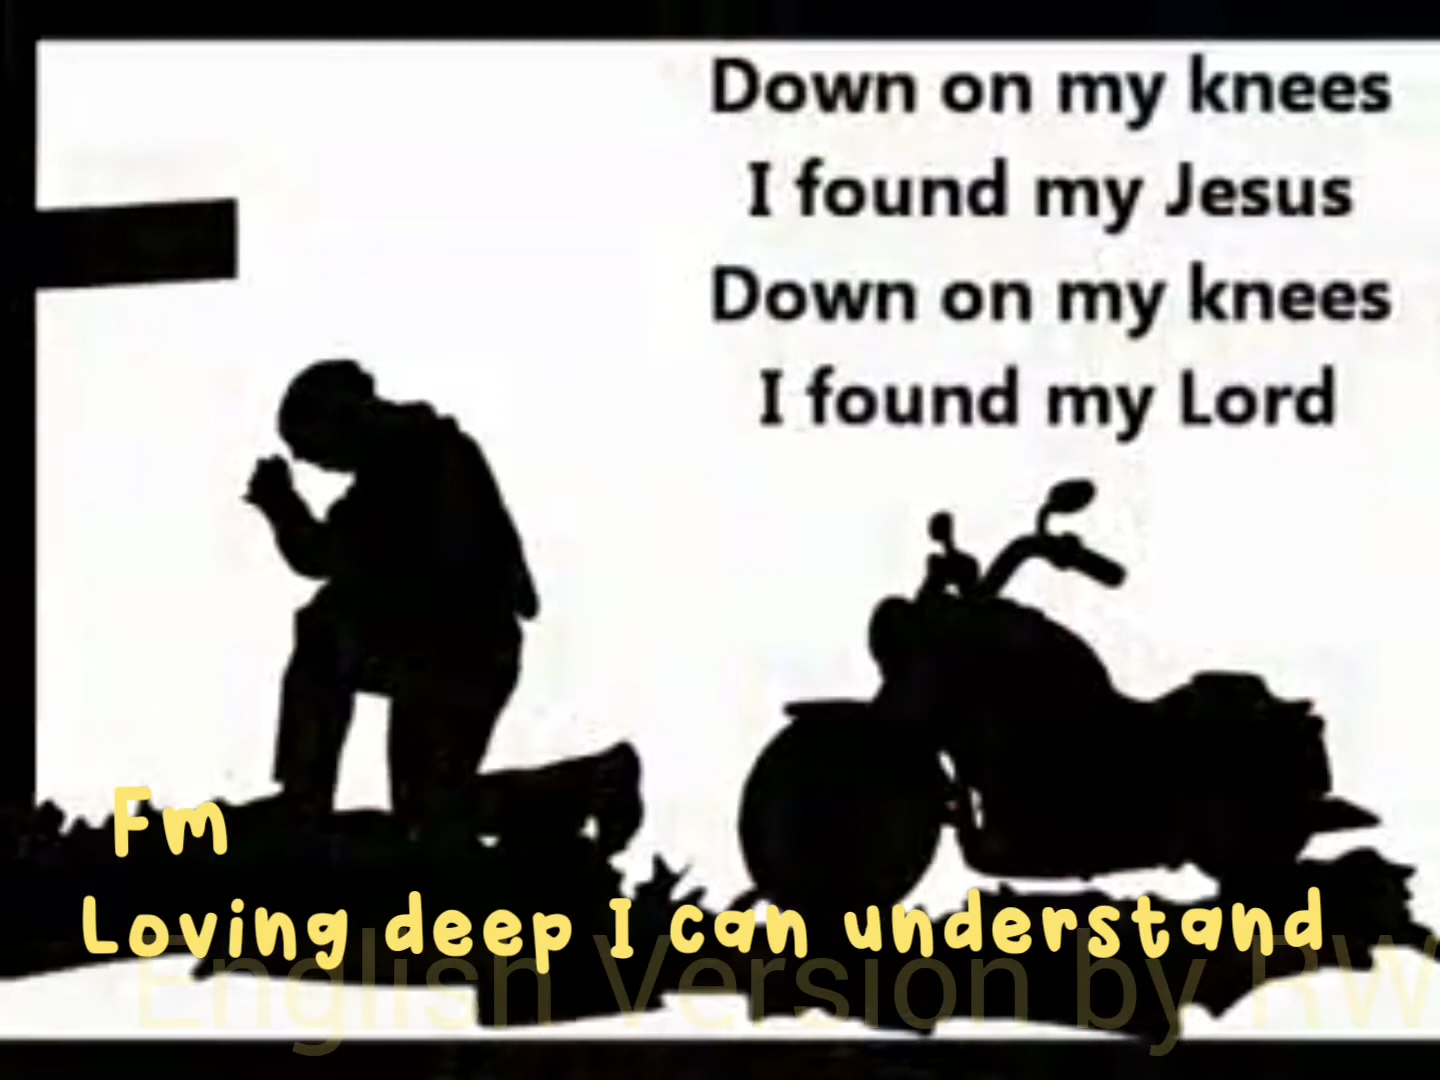 Down on my knees
I found my Jesus
Down on my knees
I found my Lord
Fm
Loving deep I can understand
English Version by RW